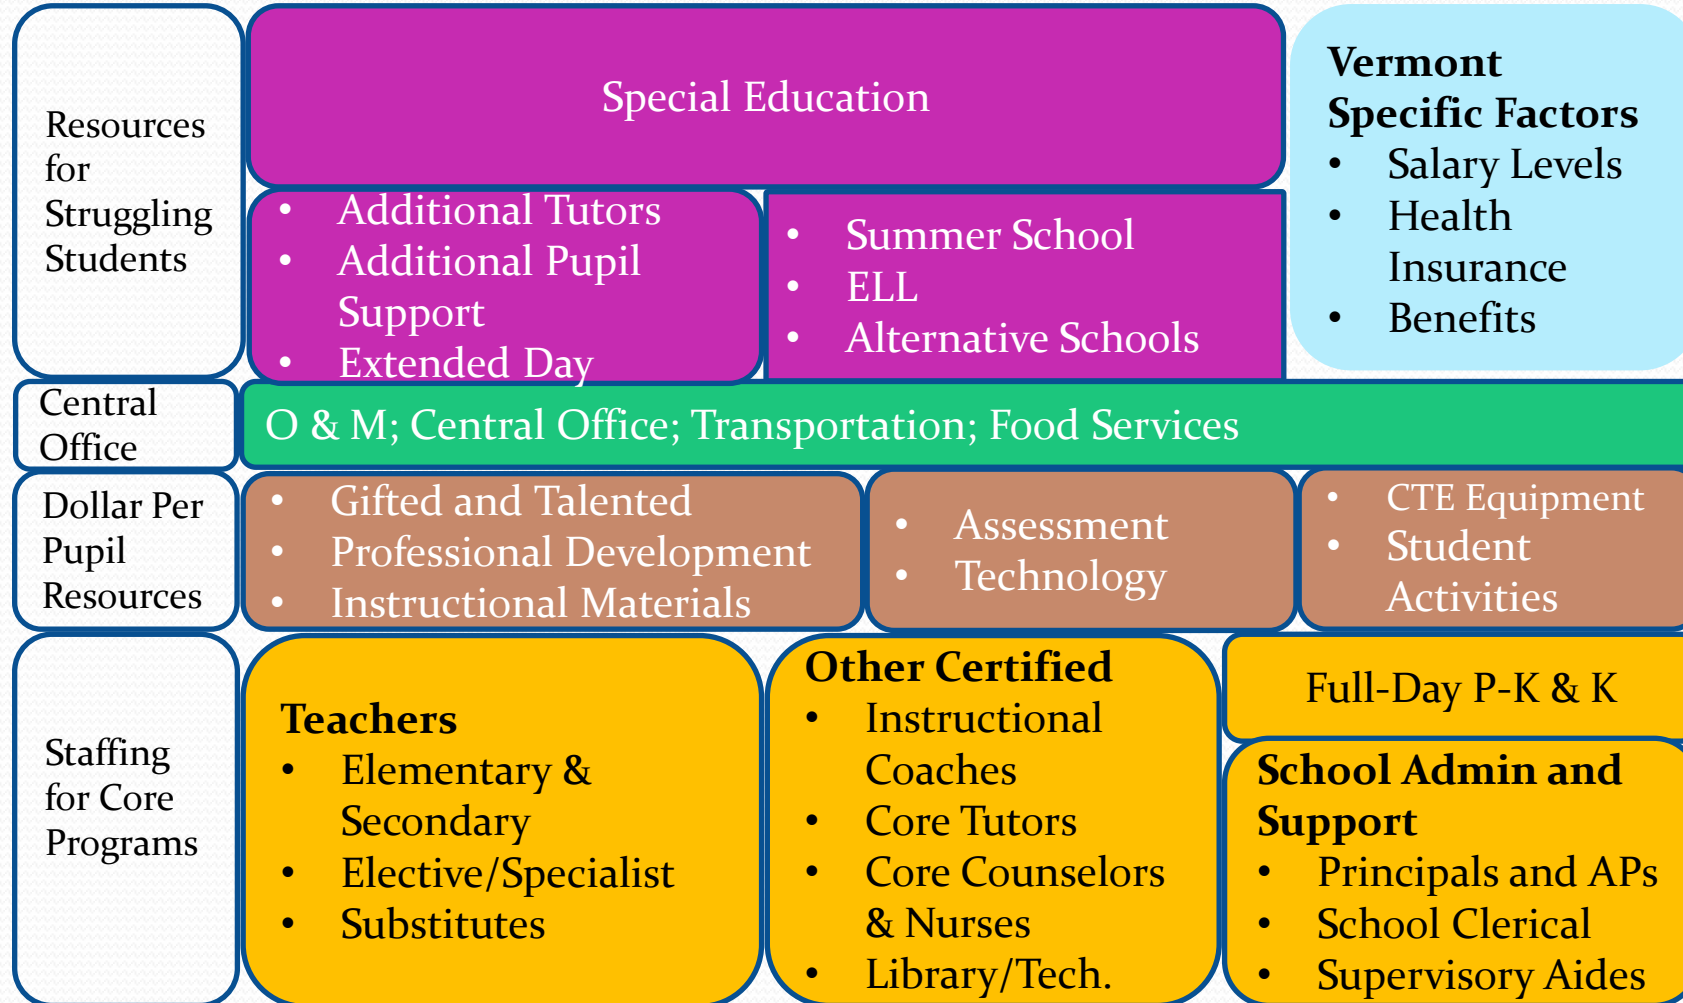 Resources
for
Struggling
Students
Special Education
• Additional Tutors
• Additional Pupil
Support
• Extended Day
• Summer School
• ELL
• Alternative Schools
Vermont
Specific Factors
• Salary Levels
• Health
Insurance
• Benefits
Central
Office
O & M; Central Office; Transportation; Food Services
Dollar Per
Pupil
Resources
• Gifted and Talented
• Professional Development
• Instructional Materials
• Assessment
• Technology
• CTE Equipment
• Student
Activities
Staffing
for Core
Programs
Teachers
• Elementary &
Secondary
• Elective/Specialist
• Substitutes
Other Certified
• Instructional
Coaches
• Core Tutors
• Core Counselors
& Nurses
• Library/Tech.
Full-Day P-K & K
School Admin and
Support
• Principals and APs
• School Clerical
• Supervisory Aides